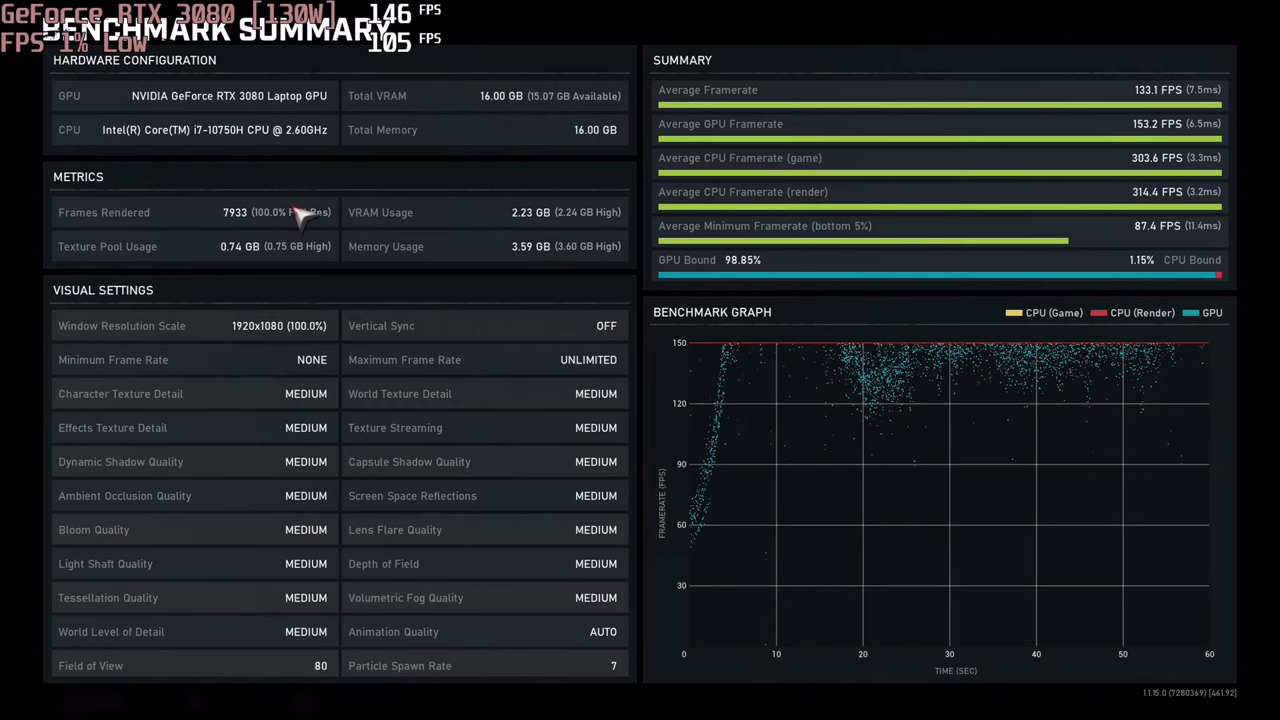 GeForce RTX 3080 [130W] 146 FPS
FPS 1% Low 105 FPS
BENCHMARK SUMMARY
HARDWARE CONFIGURATION
GPU NVIDIA GeForce RTX 3080 Laptop GPU
Total VRAM 16.00 GB (15.07 GB Available)
CPU Intel(R) Core(TM) i7-10750H CPU @ 2.60GHz
Total Memory 16.00 GB
METRICS
Frames Rendered 7933 (100.0% Res)
VRAM Usage 2.23 GB (2.24 GB High)
Texture Pool Usage 0.74 GB (0.75 GB High)
Memory Usage 3.59 GB (3.60 GB High)
VISUAL SETTINGS
Window Resolution Scale 1920x1080 (100.0%)
Vertical Sync OFF
Minimum Frame Rate NONE
Maximum Frame Rate UNLIMITED
Character Texture Detail MEDIUM
World Texture Detail MEDIUM
Effects Texture Detail MEDIUM
Texture Streaming MEDIUM
Dynamic Shadow Quality MEDIUM
Capsule Shadow Quality MEDIUM
Ambient Occlusion Quality MEDIUM
Screen Space Reflections MEDIUM
Bloom Quality MEDIUM
Lens Flare Quality MEDIUM
Light Shaft Quality MEDIUM
Depth of Field MEDIUM
Tessellation Quality MEDIUM
Volumetric Fog Quality MEDIUM
World Level of Detail MEDIUM
Animation Quality AUTO
Field of View 80
Particle Spawn Rate 7
SUMMARY
Average Framerate 133.1 FPS (7.5ms)
Average GPU Framerate 153.2 FPS (6.5ms)
Average CPU Framerate (game) 303.6 FPS (3.3ms)
Average CPU Framerate (render) 314.4 FPS (3.2ms)
Average Minimum Framerate (bottom 5%) 87.4 FPS (11.4ms)
GPU Bound 98.85% 1.15% CPU Bound
BENCHMARK GRAPH CPU (Game) CPU (Render) GPU
150
120
90
60
30
FRAMERATE (FPS)
0 10 20 30 40 50 60
TIME (SEC)
1.1.15.0 (7280369) [461.92]